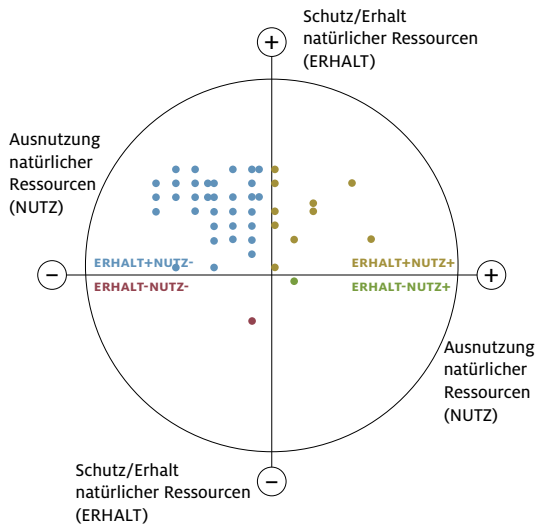 Schutz/Erhalt
natürlicher Ressourcen
(ERHALT)
+
Ausnutzung
natürlicher
Ressourcen
(NUTZ)
ERHALT+NUTZ-
ERHALT+NUTZ+
−
+
ERHALT-NUTZ-
ERHALT-NUTZ+
Ausnutzung
natürlicher
Ressourcen
(NUTZ)
Schutz/Erhalt
natürlicher Ressourcen
(ERHALT)
−